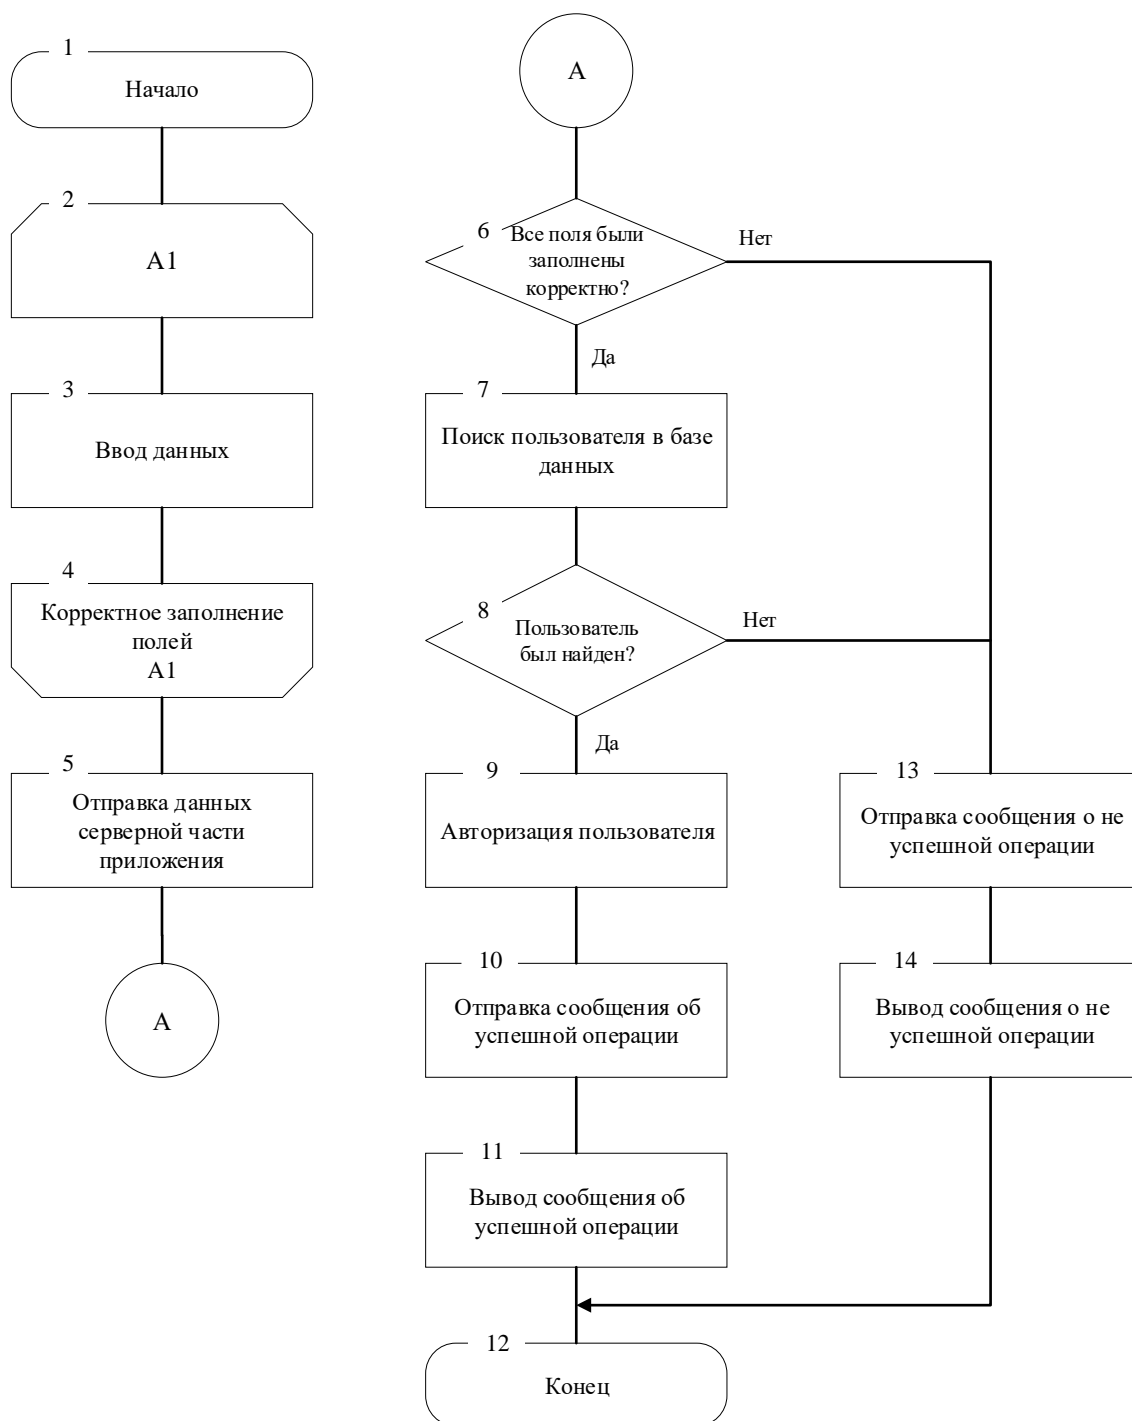 1
Начало
2
А1
3
Ввод данных
4
Корректное заполнение
полей
А1
5
Отправка данных
серверной части
приложения
А
А
6
Все поля были
заполнены
корректно?
Нет
Да
7
Поиск пользователя в базе
данных
8
Пользователь
был найден?
Нет
Да
9
Авторизация пользователя
10
Отправка сообщения об
успешной операции
11
Вывод сообщения об
успешной операции
12
Конец
13
Отправка сообщения о не
успешной операции
14
Вывод сообщения о не
успешной операции